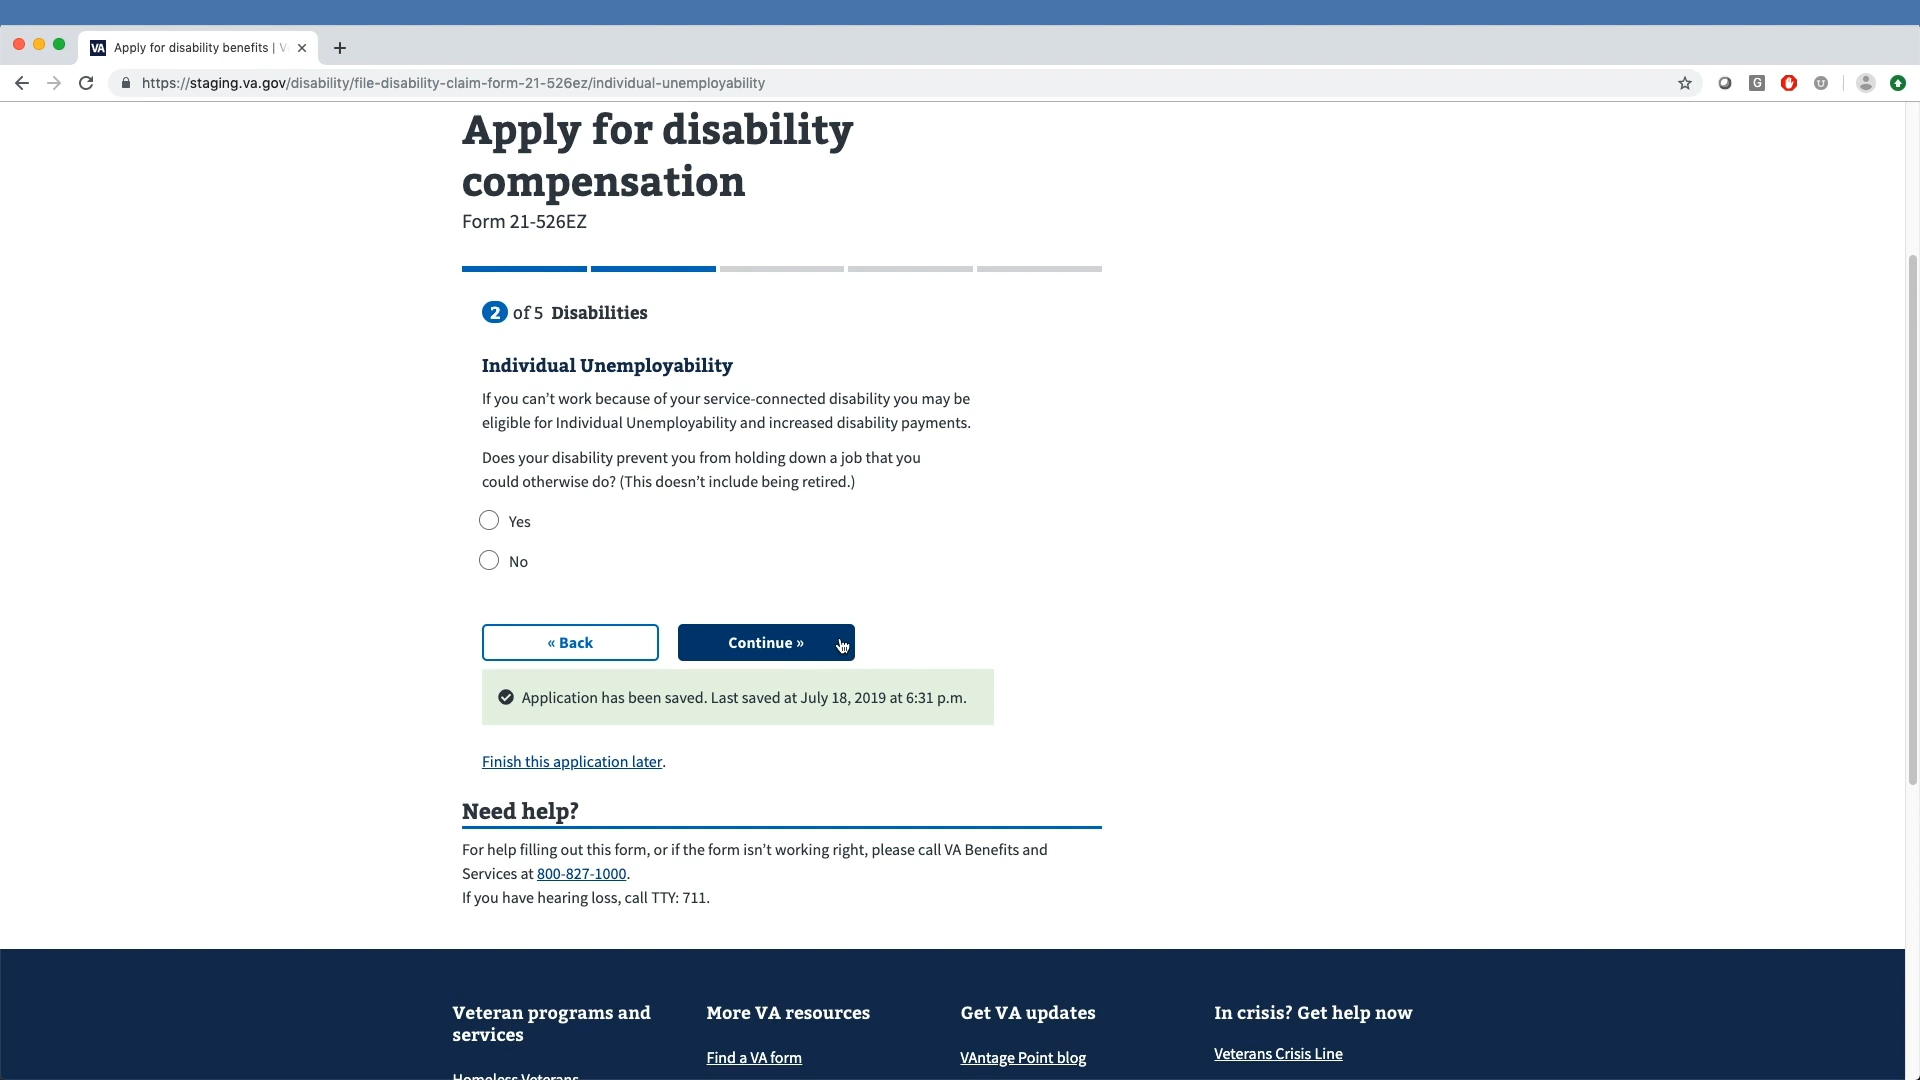 VA Apply for disability benefits | V
https://staging.va.gov/disability/file-disability-claim-form-21-526ez/individual-unemployability
G
U
Apply for disability
compensation
Form 21-526EZ
2 of 5 Disabilities
Individual Unemployability
If you can’t work because of your service-connected disability you may be
eligible for Individual Unemployability and increased disability payments.
Does your disability prevent you from holding down a job that you
could otherwise do? (This doesn’t include being retired.)
Yes
No
« Back
Continue »
Application has been saved. Last saved at July 18, 2019 at 6:31 p.m.
Finish this application later.
Need help?
For help filling out this form, or if the form isn’t working right, please call VA Benefits and
Services at 800-827-1000.
If you have hearing loss, call TTY: 711.
Veteran programs and
services
Homeless Veterans
More VA resources
Find a VA form
Get VA updates
VAntage Point blog
In crisis? Get help now
Veterans Crisis Line